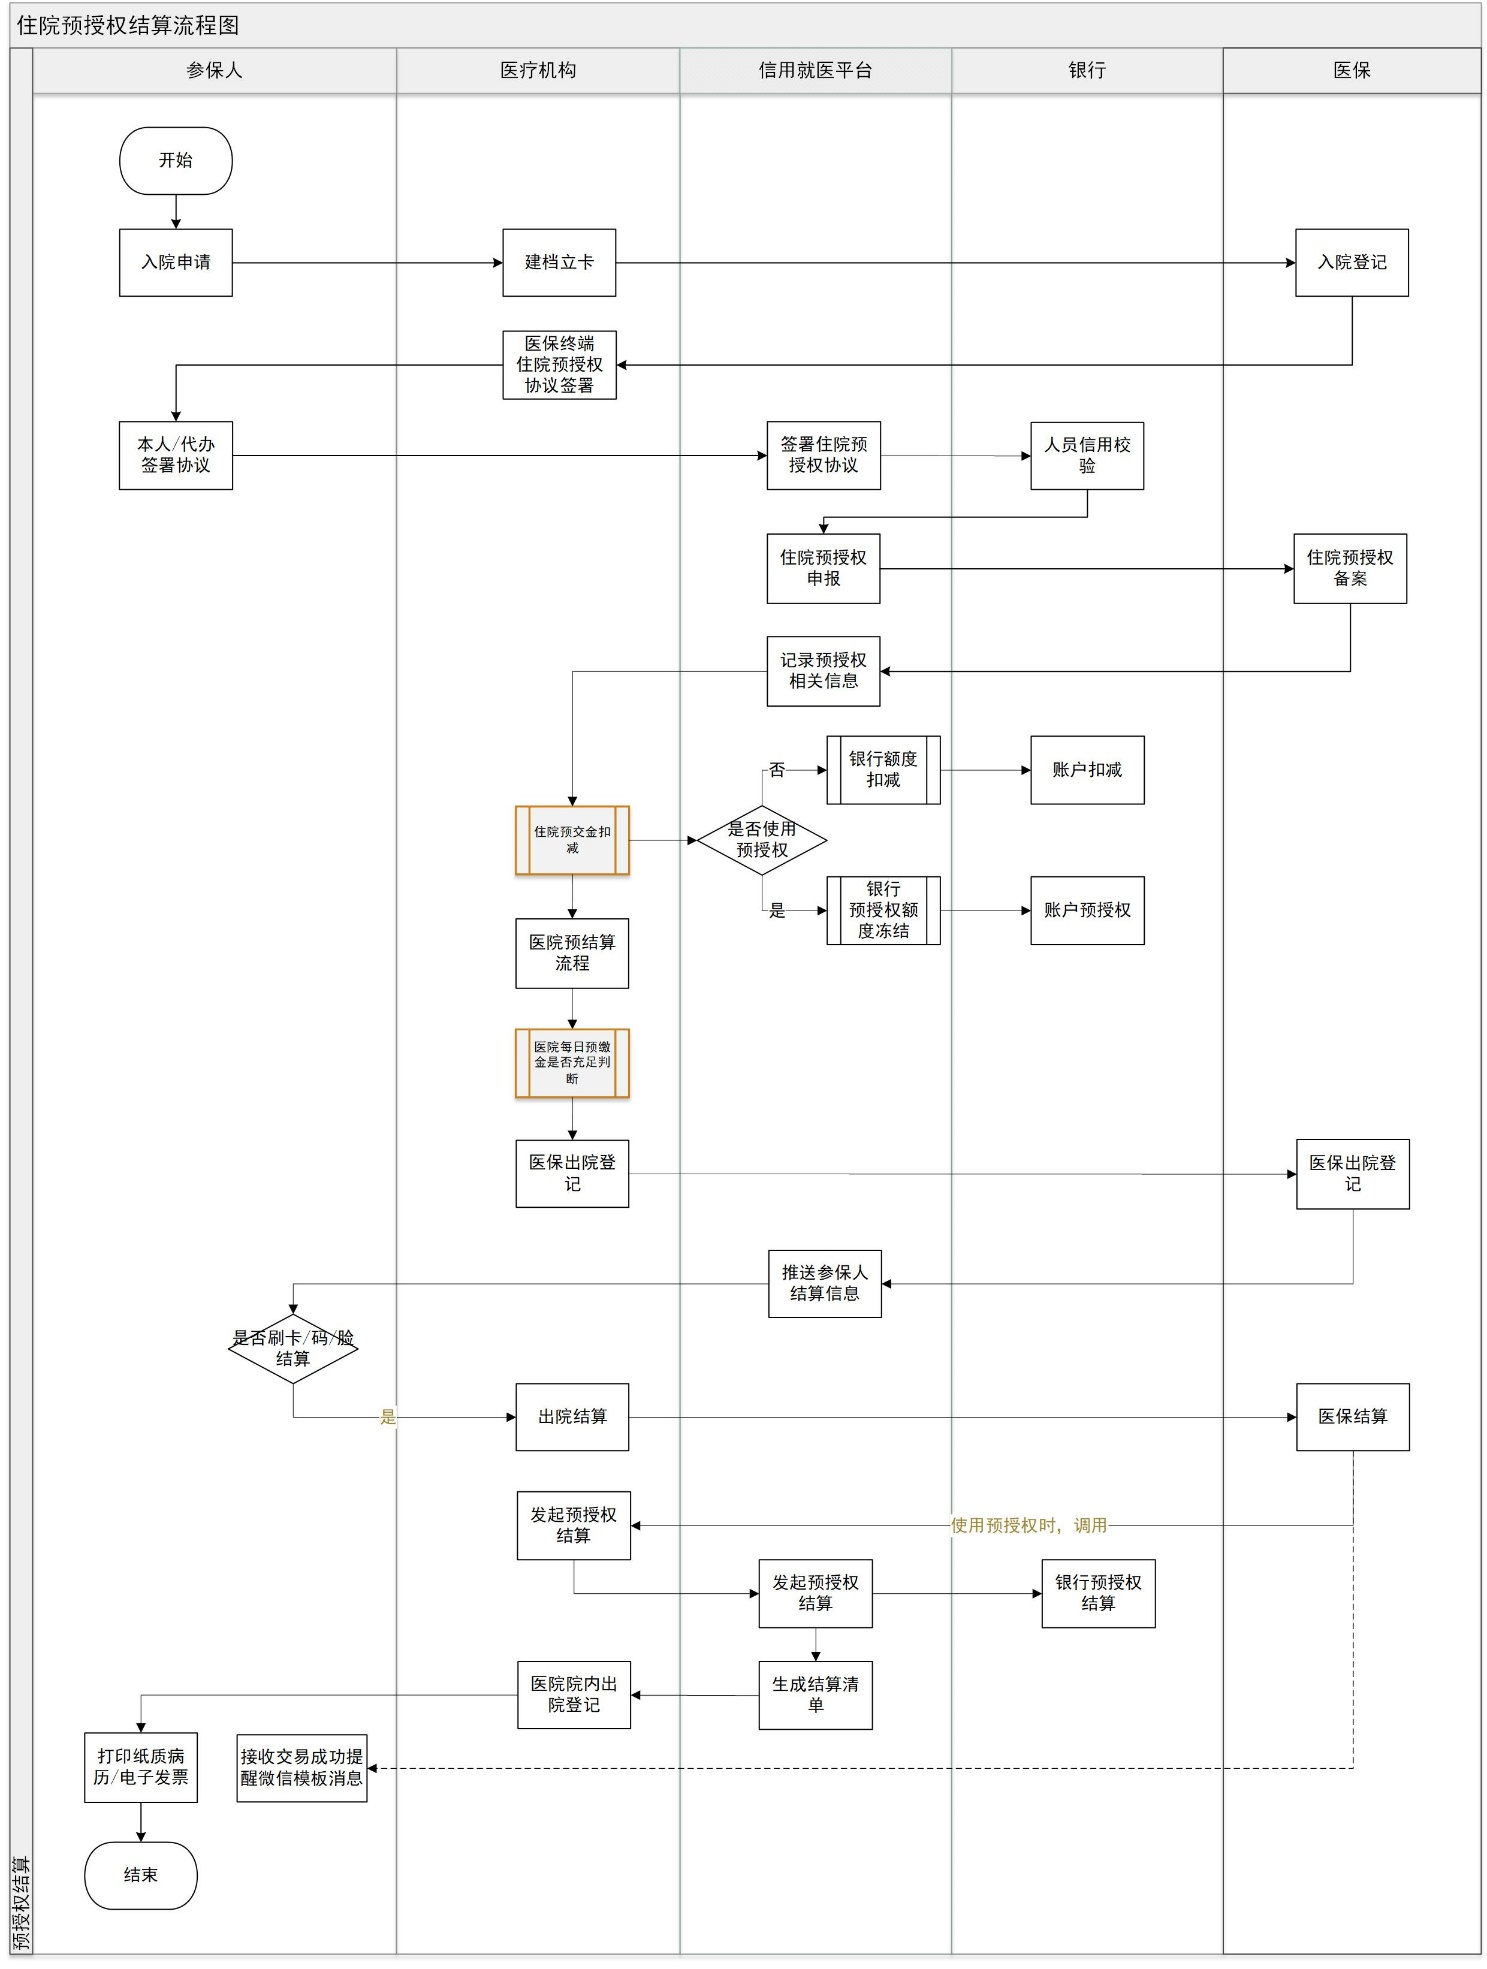 住院预授权结算流程图
参保人
医疗机构
信用就医平台
银行
医保
开始
入院申请
建档立卡
入院登记
医保终端
住院预授权
协议签署
本人/代办
签署协议
签署住院预
授权协议
人员信用校
验
住院预授权
申报
住院预授权
备案
记录预授权
相关信息
否
银行额度
扣减
账户扣减
住院预交金扣
减
是否使用
预授权
是
银行
预授权额
度冻结
账户预授权
医院预结算
流程
医院每日预缴
金是否充足判
断
医保出院登
记
医保出院登
记
推送参保人
结算信息
是否刷卡/码/脸
结算
是
出院结算
医保结算
发起预授权
结算
使用预授权时，调用
发起预授权
结算
银行预授权
结算
医院院内出
院登记
生成结算清
单
打印纸质病
历/电子发票
接收交易成功提
醒微信模板消息
结束
预授权结算